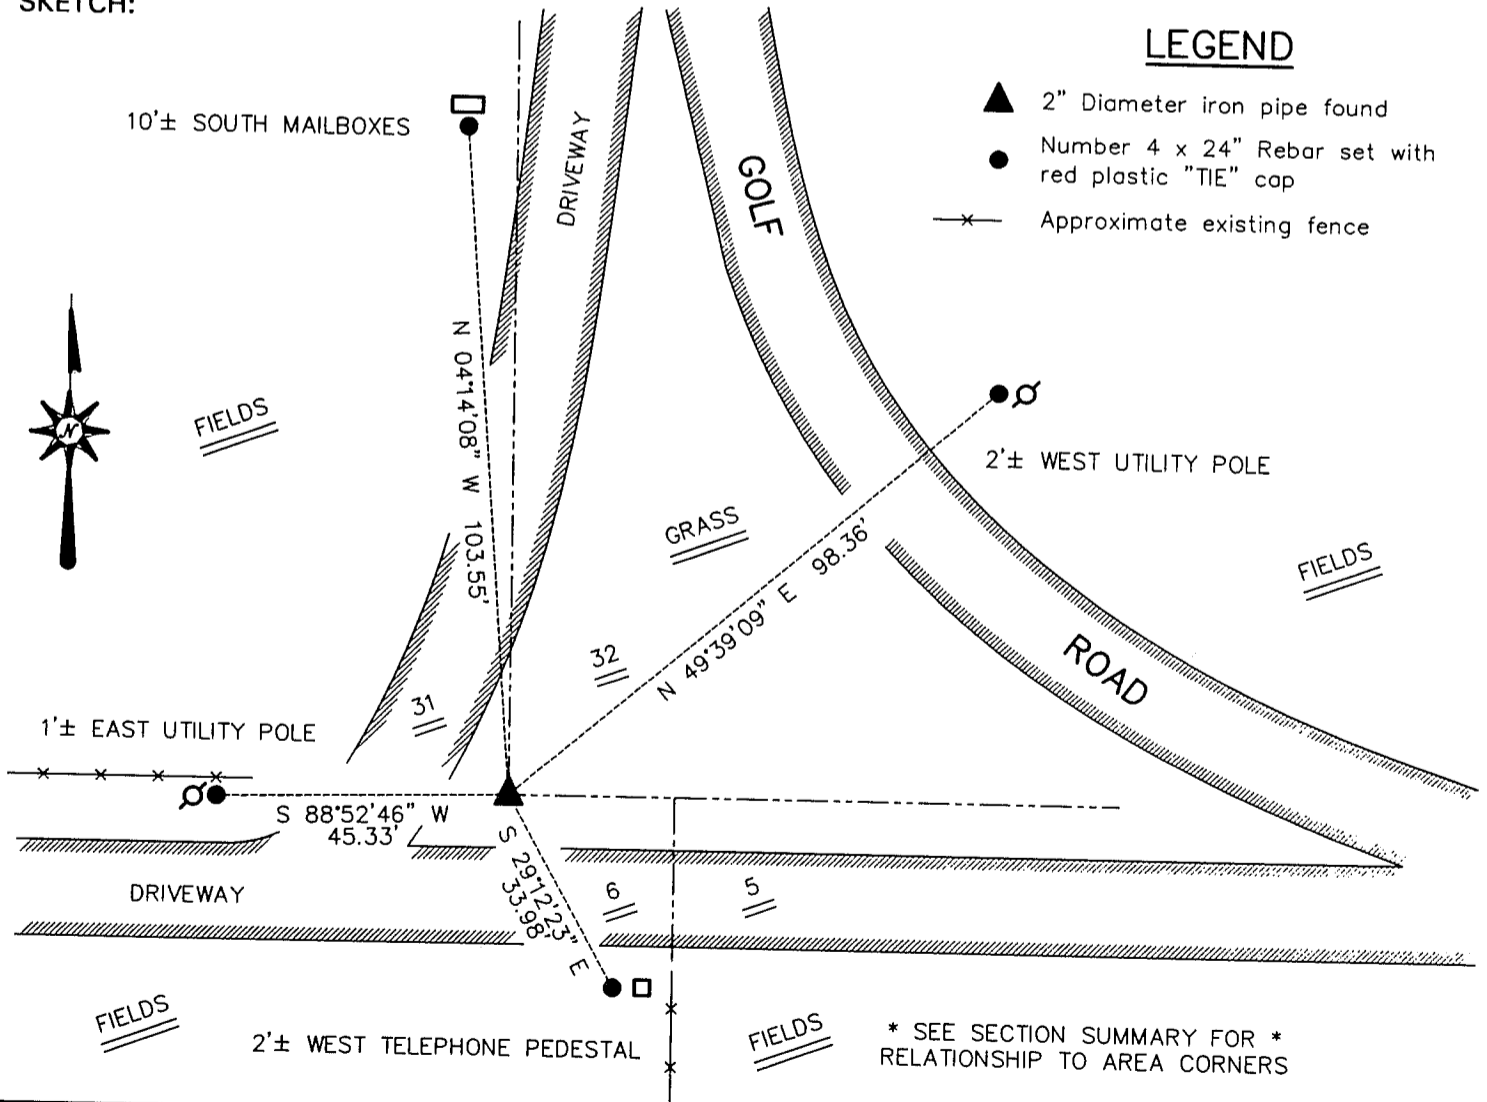 SKETCH:
LEGEND
2" Diameter iron pipe found
Number 4 x 24" Rebar set with
red plastic "TIE" cap
Approximate existing fence
10'± SOUTH MAILBOXES
DRIVEWAY
GOLF
N 04°14'08" W 103.55'
N
FIELDS
2'± WEST UTILITY POLE
GRASS
N 49°39'09" E 98.36'
FIELDS
32
ROAD
31
1'± EAST UTILITY POLE
S 88°52'46" W
45.33'
S 29°12'23" E
33.98'
DRIVEWAY
6
5
FIELDS
2'± WEST TELEPHONE PEDESTAL
FIELDS
* SEE SECTION SUMMARY FOR *
RELATIONSHIP TO AREA CORNERS